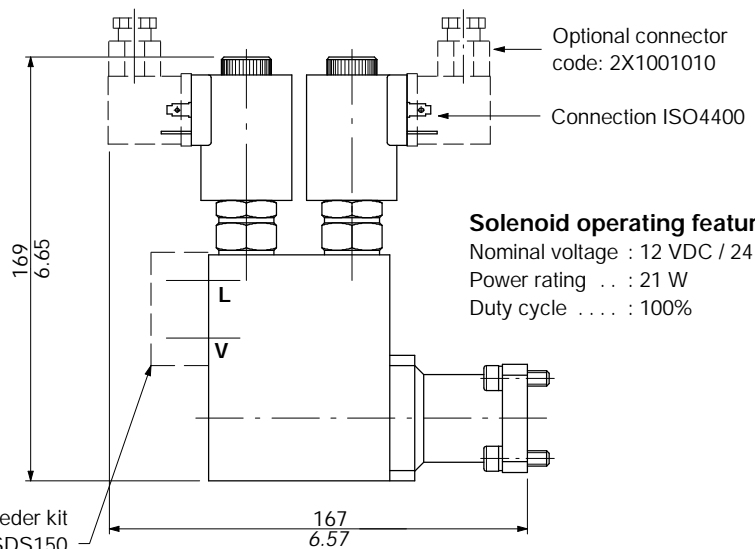 Optional connector
code: 2X1001010
Connection ISO4400
Solenoid operating featur
Nominal voltage : 12 VDC / 24
Power rating . . : 21 W
Duty cycle . . . . : 100%
169
6.65
L
V
eder kit
SDS150
167
6.57